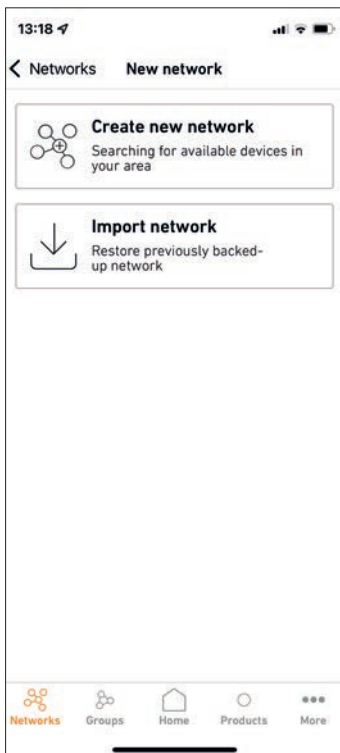 13:18
Networks New network
Create new network
Searching for available devices in
your area
Import network
Restore previously backed-
up network
Networks Groups Home Products More